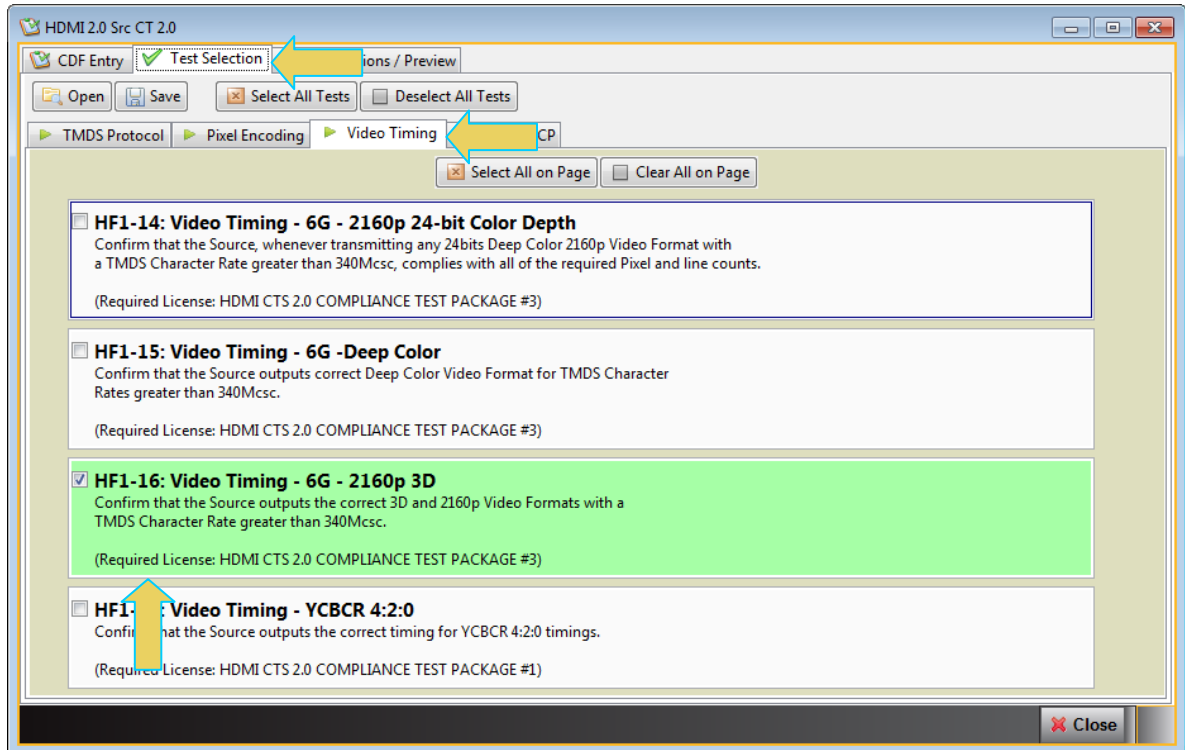 HDMI 2.0 Src CT 2.0
CDF Entry Test Selection ions / Preview
Open Save Select All Tests Deselect All Tests
TMDS Protocol Pixel Encoding Video Timing CP
Select All on Page Clear All on Page
HF1-14: Video Timing - 6G - 2160p 24-bit Color Depth
Confirm that the Source, whenever transmitting any 24bits Deep Color 2160p Video Format with
a TMDS Character Rate greater than 340Mcsc, complies with all of the required Pixel and line counts.
(Required License: HDMI CTS 2.0 COMPLIANCE TEST PACKAGE #3)
HF1-15: Video Timing - 6G -Deep Color
Confirm that the Source outputs correct Deep Color Video Format for TMDS Character
Rates greater than 340Mcsc.
(Required License: HDMI CTS 2.0 COMPLIANCE TEST PACKAGE #3)
HF1-16: Video Timing - 6G - 2160p 3D
Confirm that the Source outputs the correct 3D and 2160p Video Formats with a
TMDS Character Rate greater than 340Mcsc.
(Required License: HDMI CTS 2.0 COMPLIANCE TEST PACKAGE #3)
HF1- : Video Timing - YCBCR 4:2:0
Confi hat the Source outputs the correct timing for YCBCR 4:2:0 timings.
(Required License: HDMI CTS 2.0 COMPLIANCE TEST PACKAGE #1)
Close